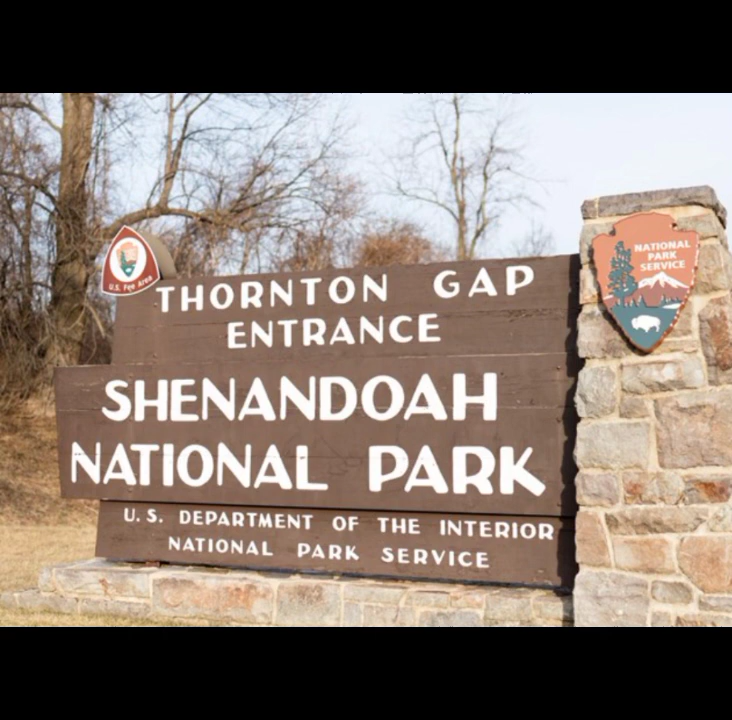 U.S. Fee Area
THORNTON GAP
ENTRANCE
SHENANDOAH
NATIONAL PARK
U.S. DEPARTMENT OF THE INTERIOR
NATIONAL PARK SERVICE
NATIONAL
PARK
SERVICE